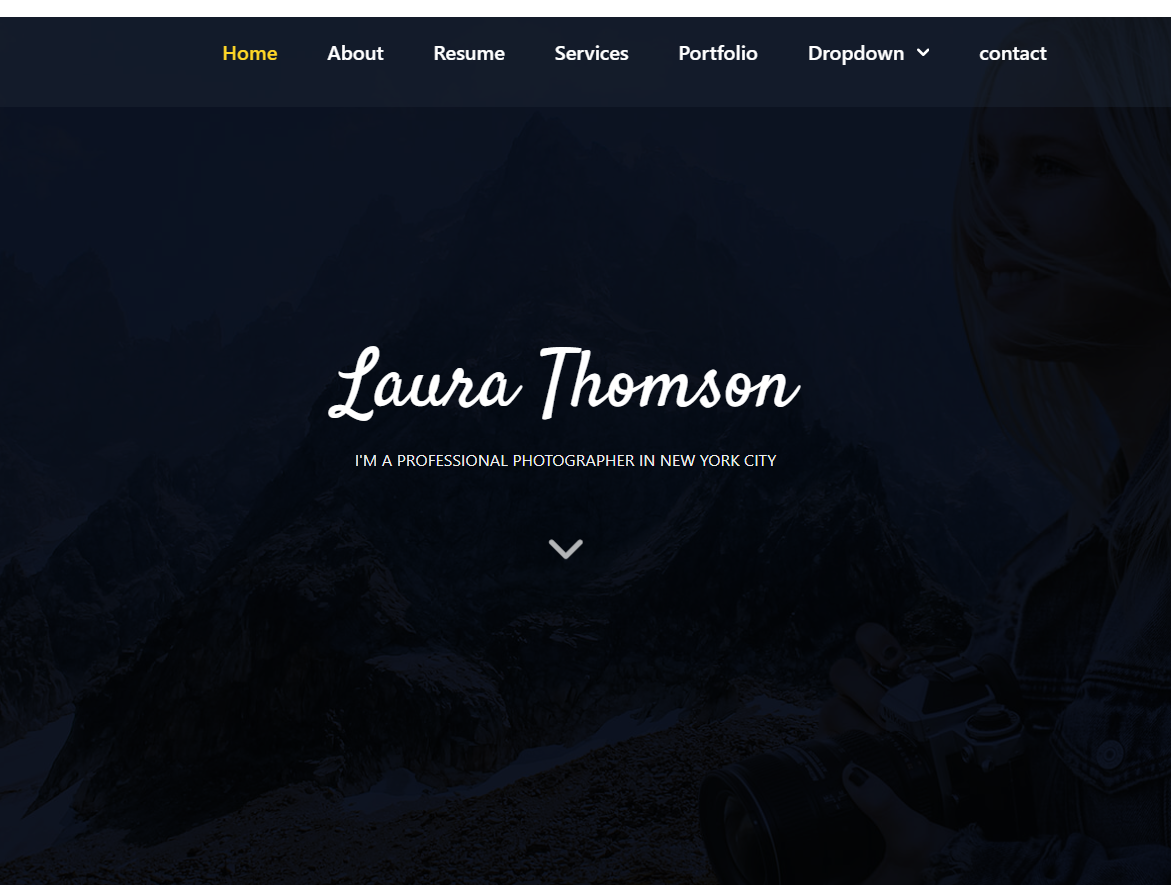 Home About Resume Services Portfolio Dropdown contact
Laura Thomson
I'M A PROFESSIONAL PHOTOGRAPHER IN NEW YORK CITY